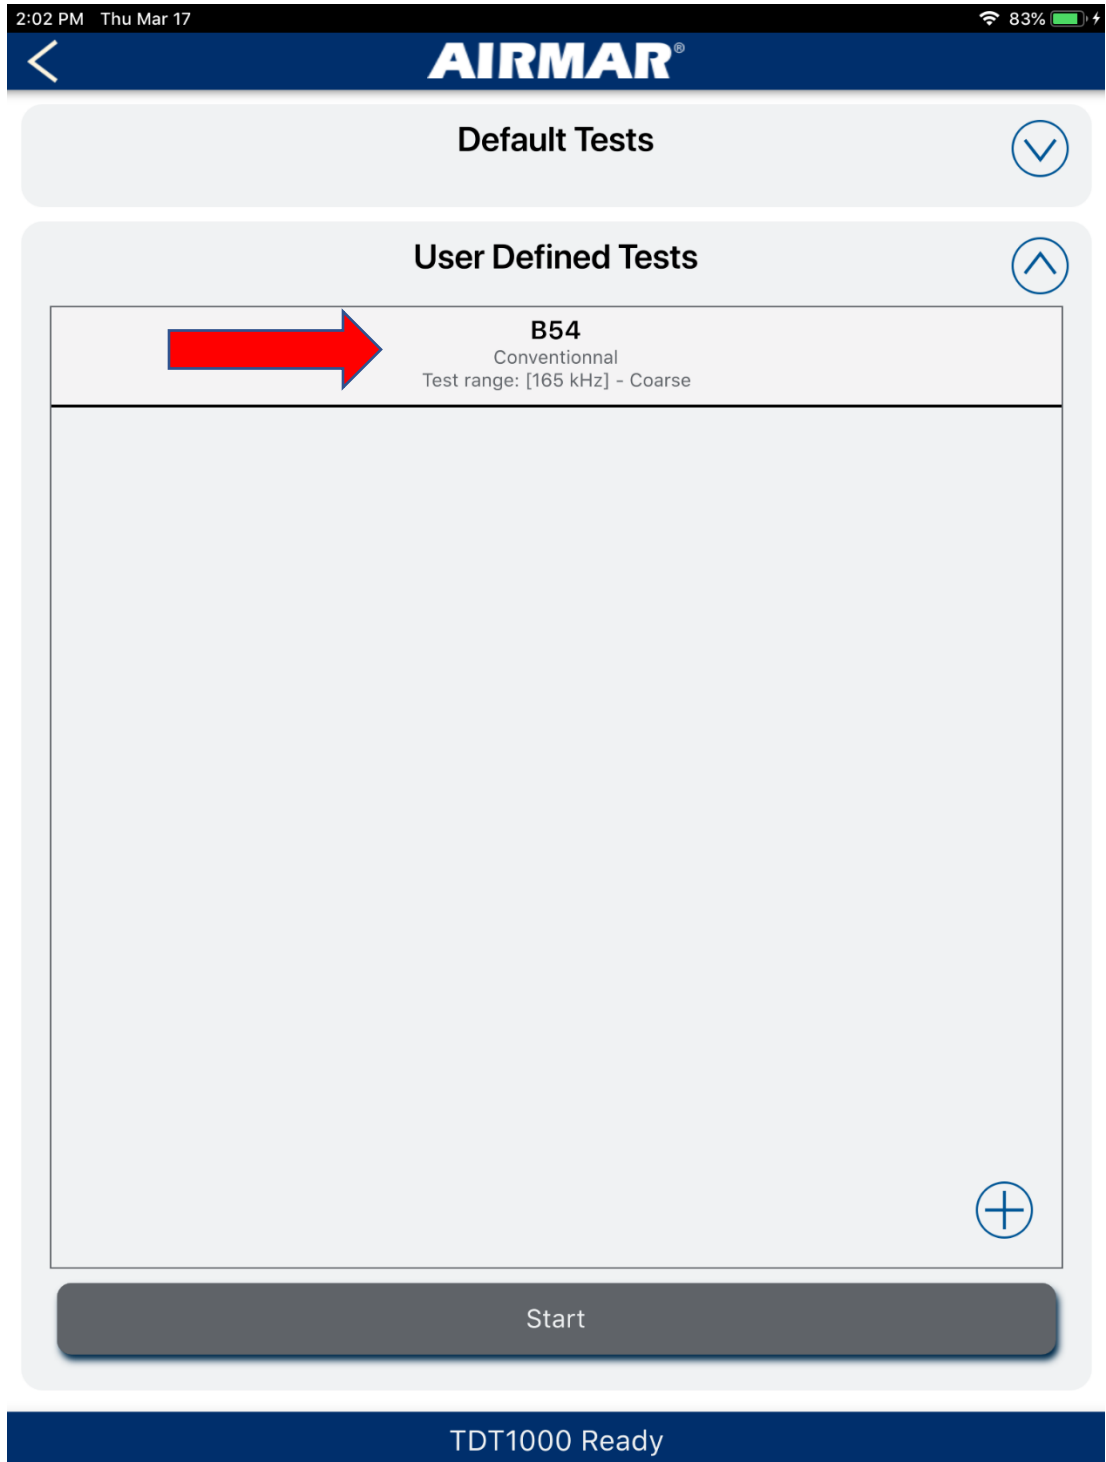 2:02 PM Thu Mar 17 83%
AIRMAR®
Default Tests
User Defined Tests
B54
Conventionnal
Test range: [165 kHz] - Coarse
Start
TDT1000 Ready